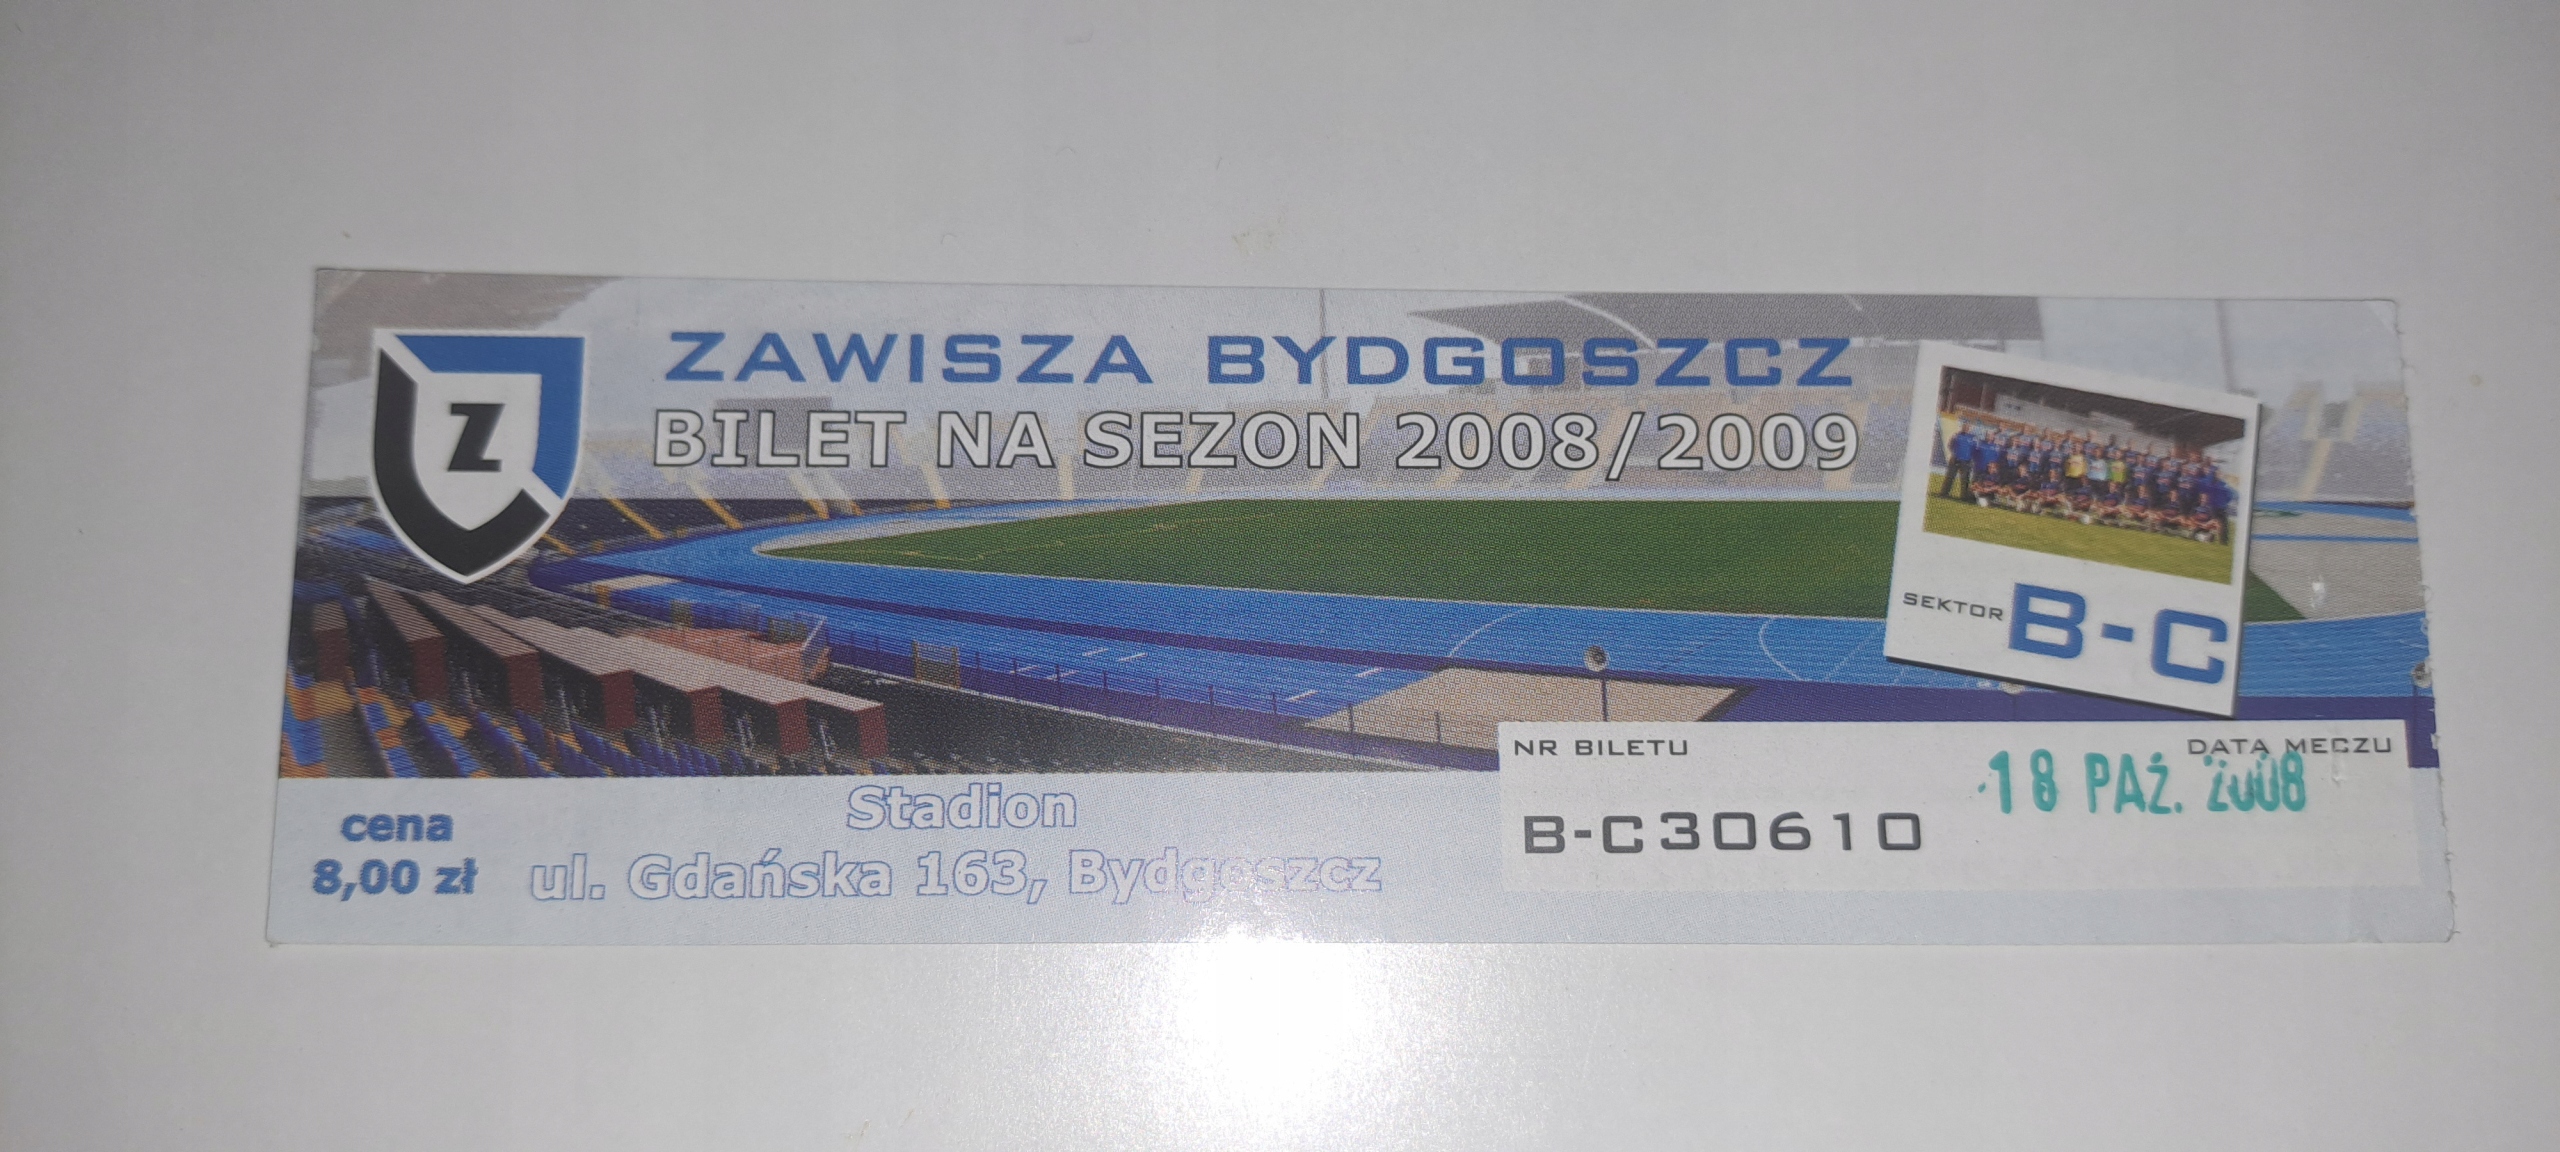 Z
ZAWISZA BYDGOSZCZ
BILET NA SEZON 2008/2009
SEKTOR B-C
NR BILETU
DATA MECZU
18 PAŹ. 2008
B-C30610
cena
8,00 zł
Stadion
ul. Gdańska 163, Bydgoszcz